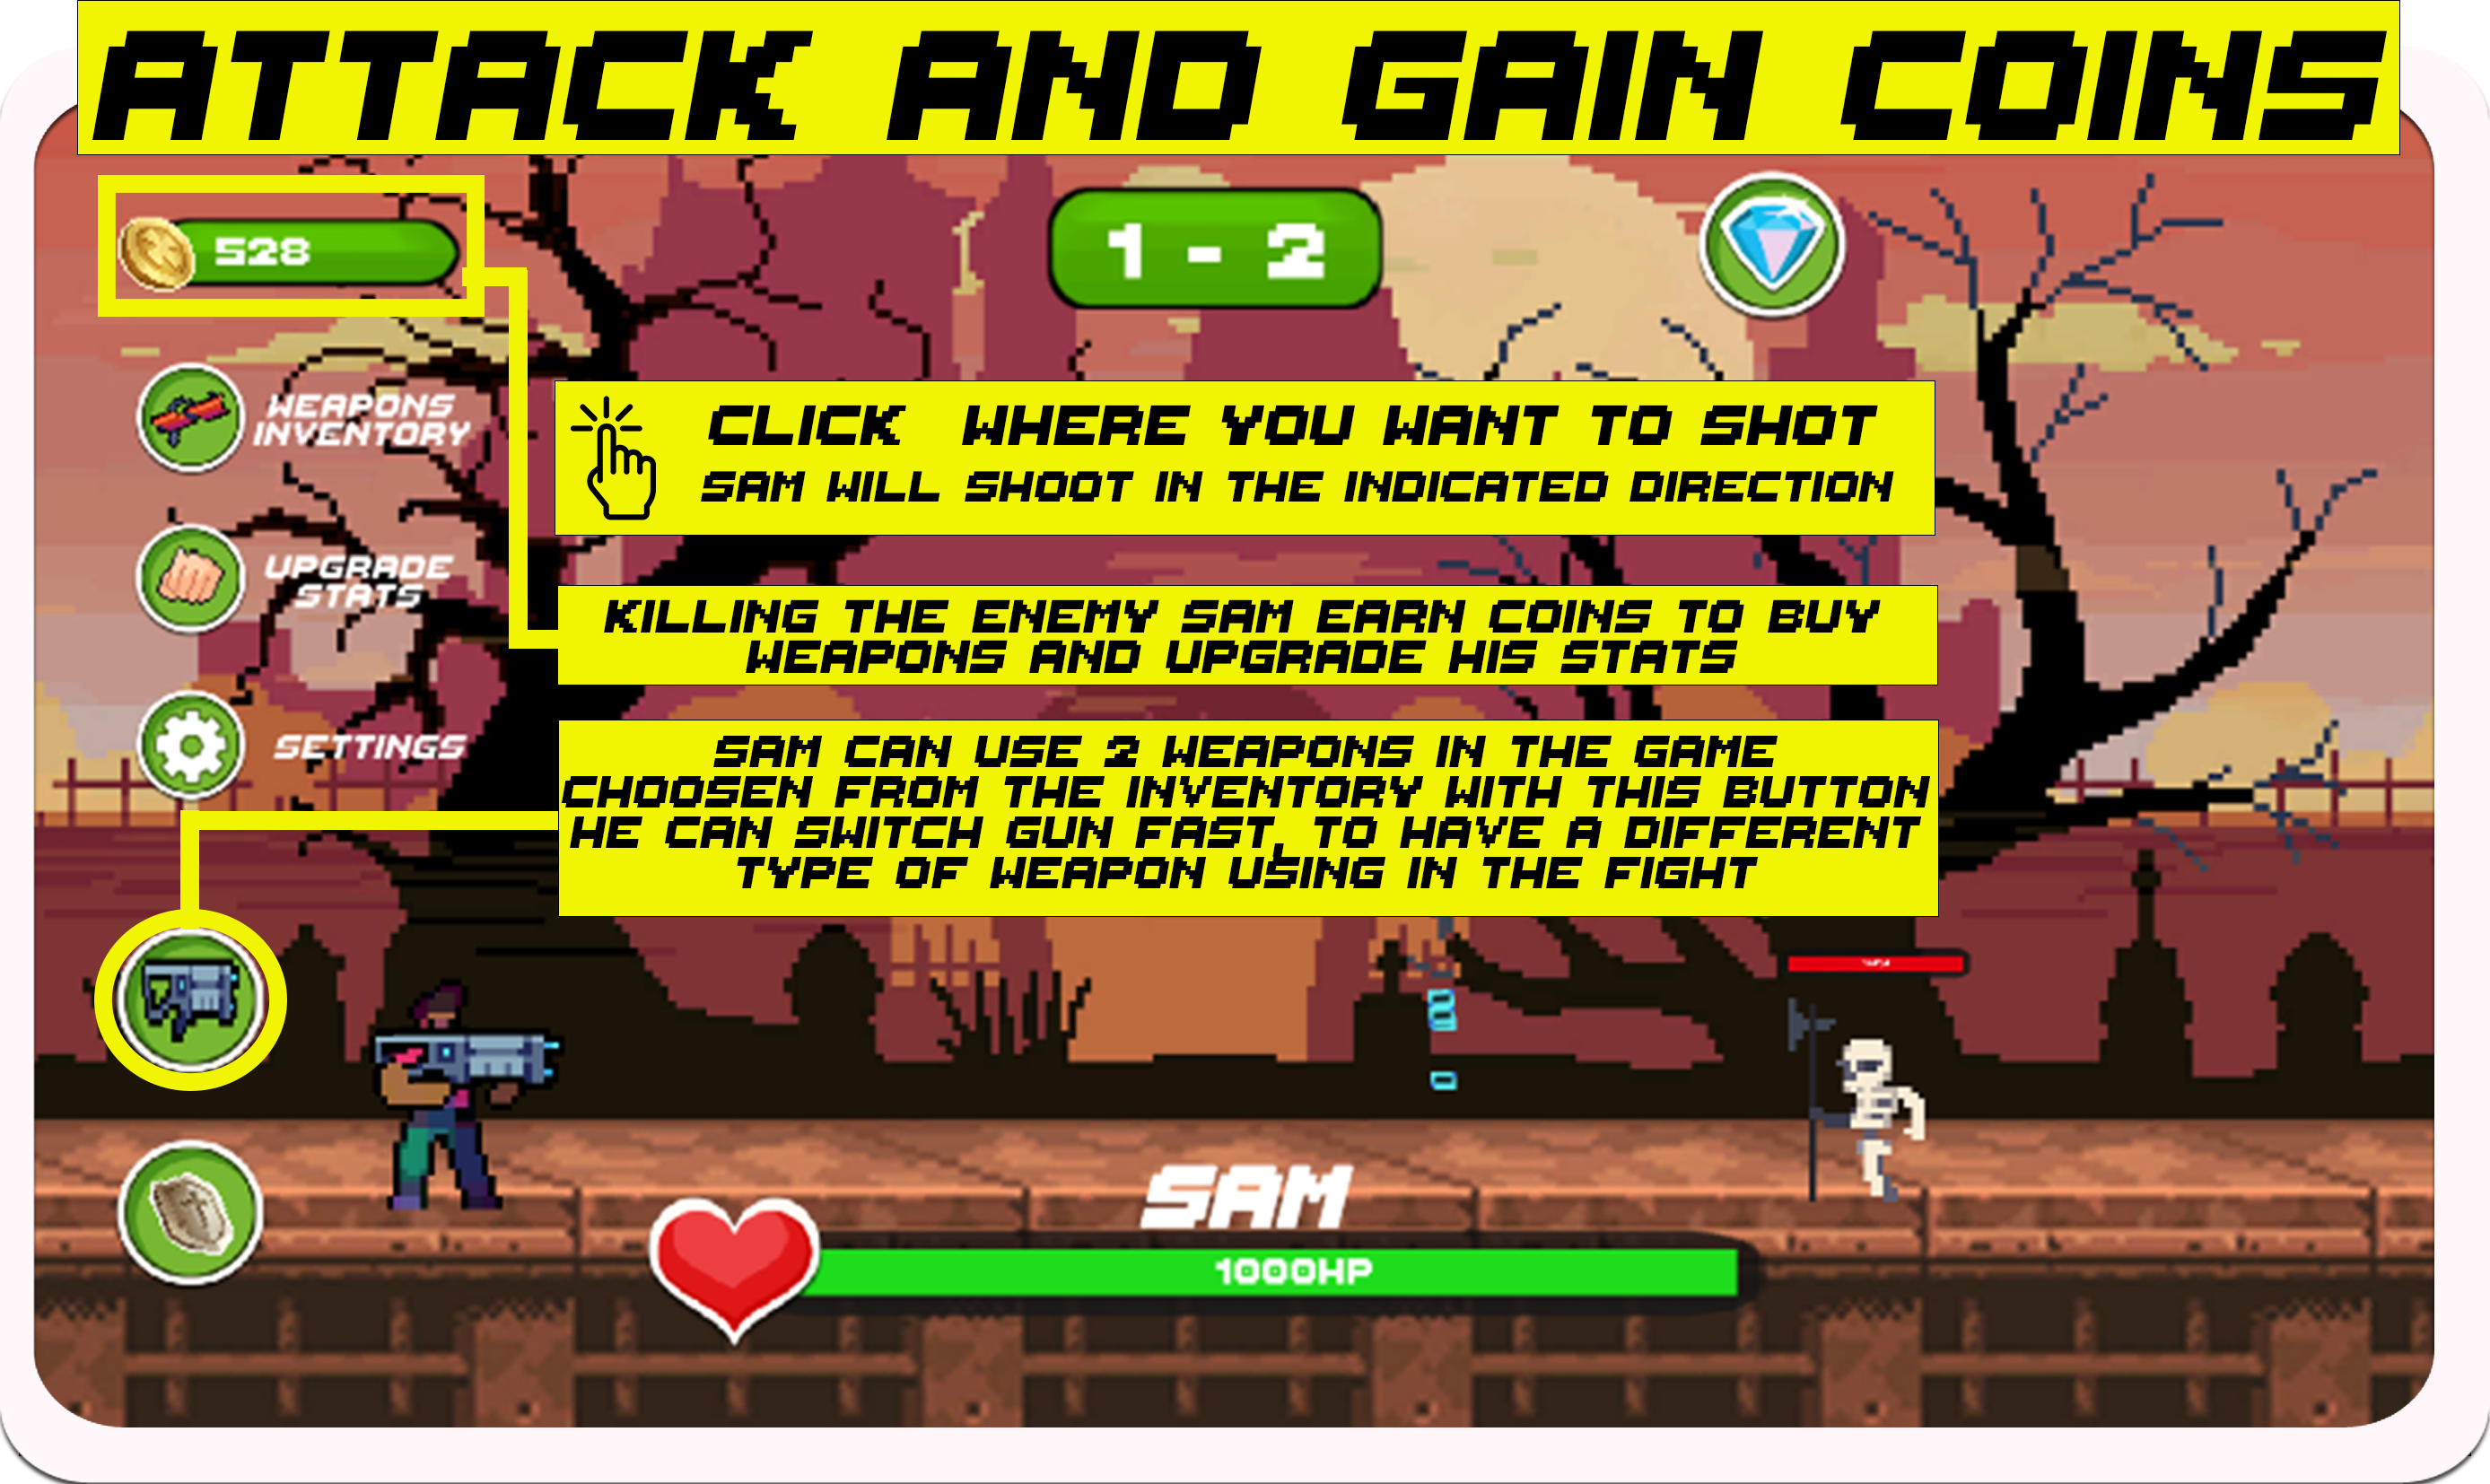 ATTACK AND GAIN COINS
528
1 - 2
WEAPONS
INVENTORY
CLICK WHERE YOU WANT TO SHOT
SAM WILL SHOOT IN THE INDICATED DIRECTION
UPGRADE
STATS
KILLING THE ENEMY SAM EARN COINS TO BUY
WEAPONS AND UPGRADE HIS STATS
SETTINGS
SAM CAN USE 2 WEAPONS IN THE GAME
CHOOSEN FROM THE INVENTORY WITH THIS BUTTON
HE CAN SWITCH GUN FAST, TO HAVE A DIFFERENT
TYPE OF WEAPON USING IN THE FIGHT
SAM
1000HP